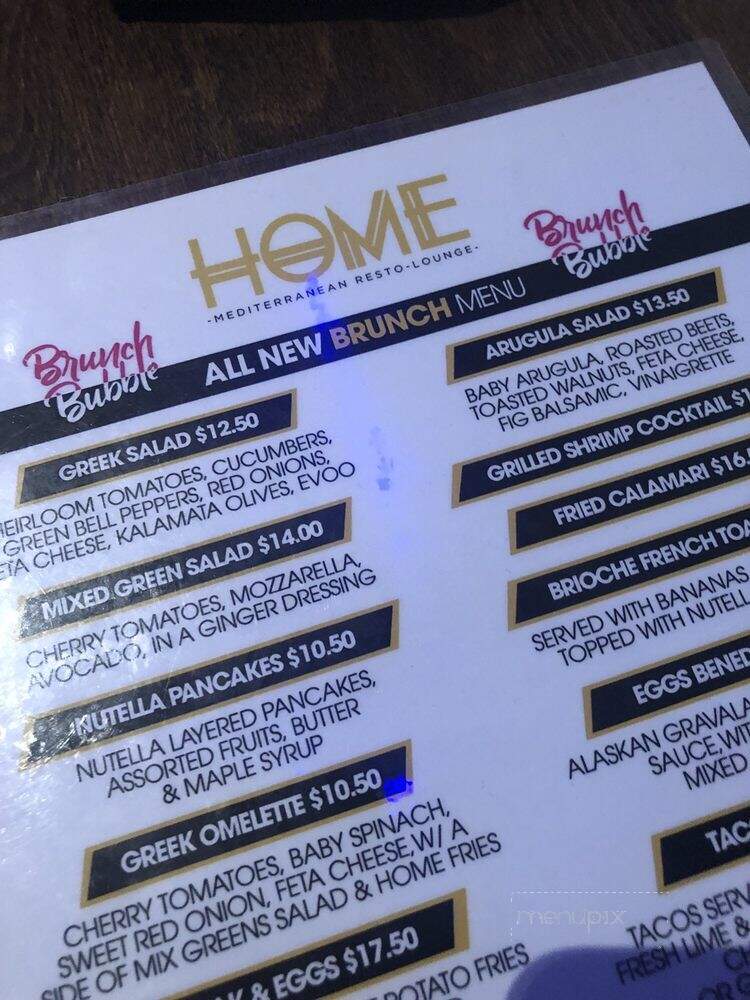 HOME
-MEDITERRANEAN RESTO-LOUNGE-
Brunch
Bubble
Brunch
Bubble
ALL NEW BRUNCH MENU
GREEK SALAD $12.50
HEIRLOOM TOMATOES, CUCUMBERS,
GREEN BELL PEPPERS, RED ONIONS,
FETA CHEESE, KALAMATA OLIVES, EVOO
MIXED GREEN SALAD $14.00
CHERRY TOMATOES, MOZZARELLA,
AVOCADO, IN A GINGER DRESSING
NUTELLA PANCAKES $10.50
NUTELLA LAYERED PANCAKES,
ASSORTED FRUITS, BUTTER
& MAPLE SYRUP
GREEK OMELETTE $10.50
CHERRY TOMATOES, BABY SPINACH,
SWEET RED ONION, FETA CHEESE, W/ A
SIDE OF MIX GREENS SALAD & HOME FRIES
& EGGS $17.50
POTATO FRIES
ARUGULA SALAD $13.50
BABY ARUGULA, ROASTED BEETS,
TOASTED WALNUTS, FETA CHEESE,
FIG BALSAMIC, VINAIGRETTE
GRILLED SHRIMP COCKTAIL
FRIED CALAMARI
BRIOCHE FRENCH
SERVED WITH BANANAS
TOPPED WITH
EGGS
ALASKAN
SAUCE,
MIXED
TACOS
FRESH LIME &
menupix